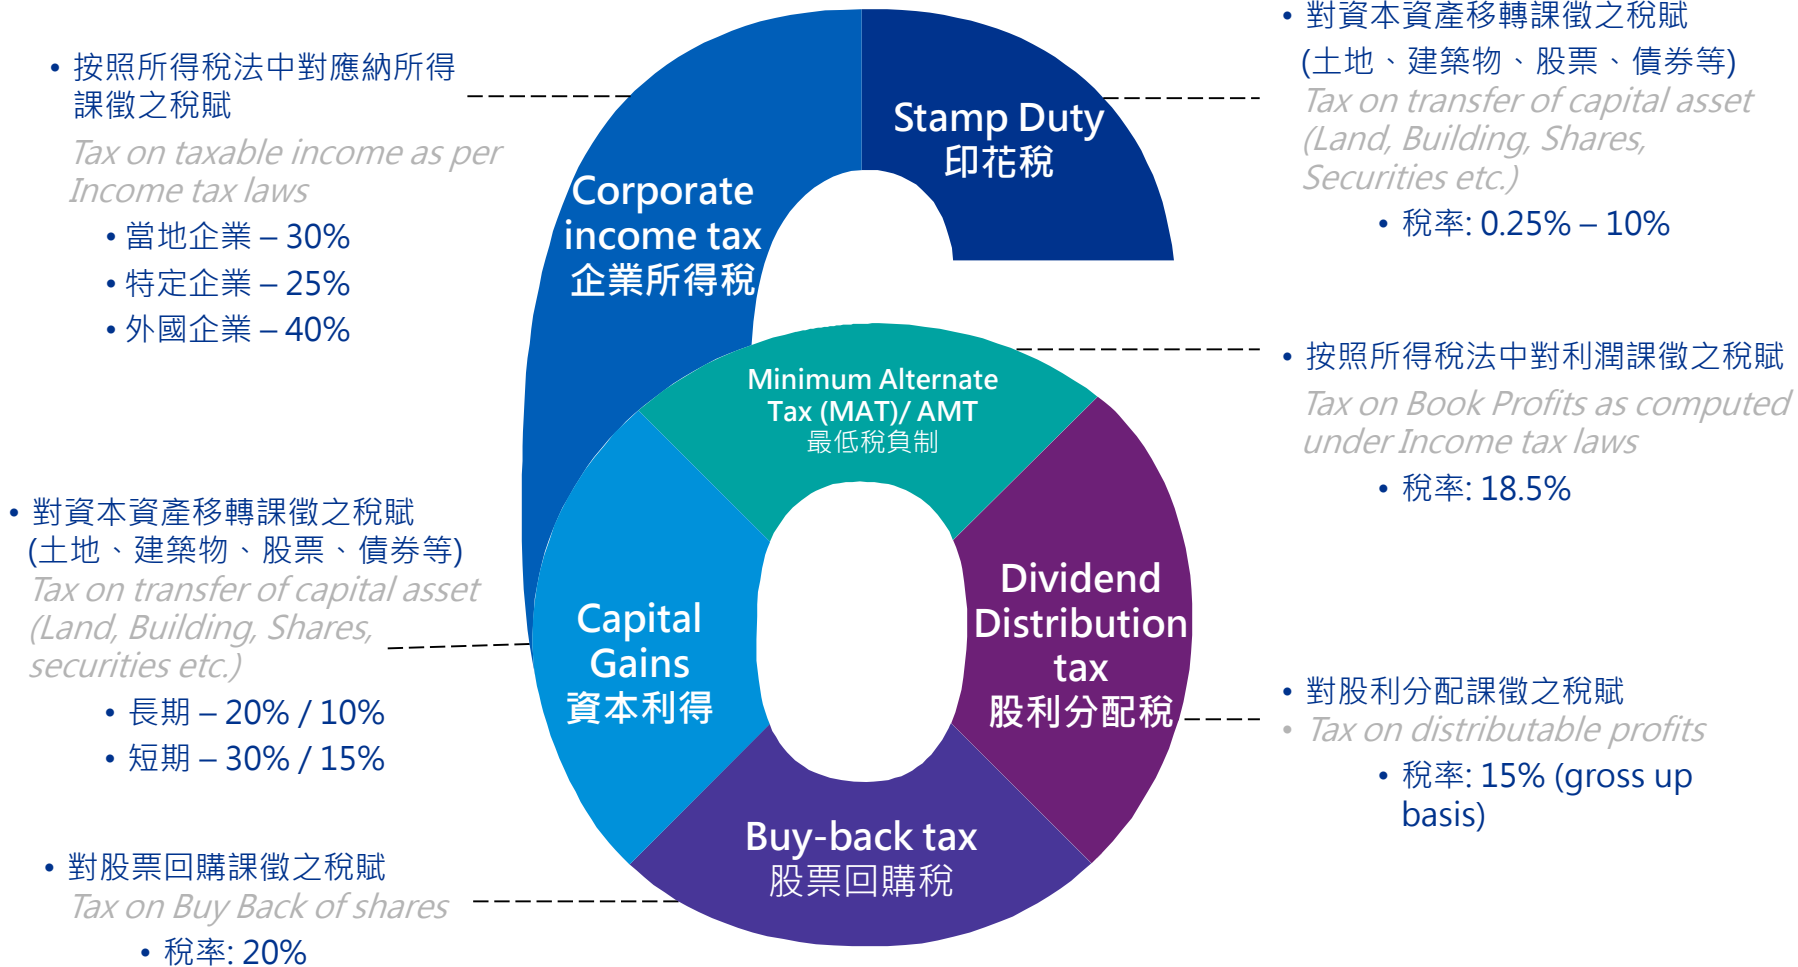 • 按照所得稅法中對應納所得
課徵之稅賦
Tax on taxable income as per
Income tax laws
• 當地企業 – 30%
• 特定企業 – 25%
• 外國企業 – 40%
• 對資本資產移轉課徵之稅賦
(土地、建築物、股票、債券等)
Tax on transfer of capital asset
(Land, Building, Shares,
securities etc.)
• 長期 – 20% / 10%
• 短期 – 30% / 15%
• 對股票回購課徵之稅賦
Tax on Buy Back of shares
• 稅率: 20%
Corporate
income tax
企業所得稅
Stamp Duty
印花稅
Minimum Alternate
Tax (MAT)/ AMT
最低稅負制
Capital
Gains
資本利得
Dividend
Distribution
tax
股利分配稅
Buy-back tax
股票回購稅
• 對資本資產移轉課徵之稅賦
(土地、建築物、股票、債券等)
Tax on transfer of capital asset
(Land, Building, Shares,
Securities etc.)
• 稅率: 0.25% – 10%
• 按照所得稅法中對利潤課徵之稅賦
Tax on Book Profits as computed
under Income tax laws
• 稅率: 18.5%
• 對股利分配課徵之稅賦
• Tax on distributable profits
• 稅率: 15% (gross up
basis)